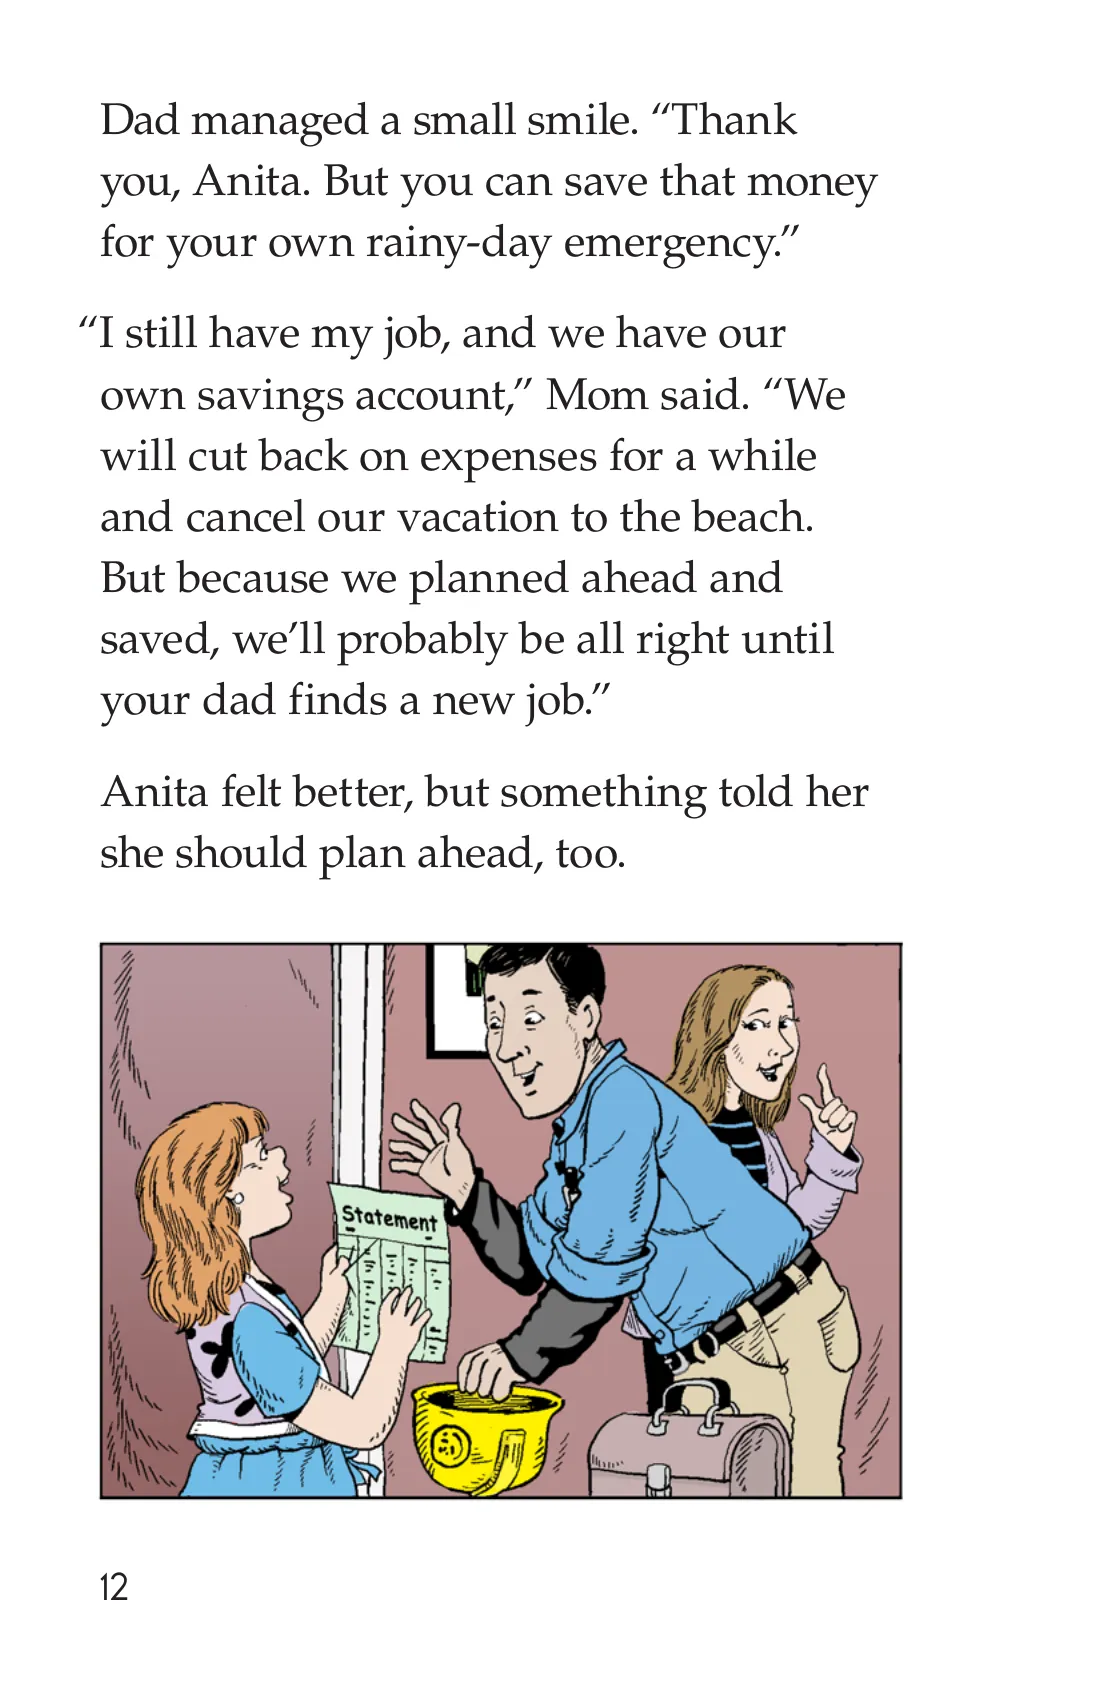 Dad managed a small smile. “Thank
you, Anita. But you can save that money
for your own rainy-day emergency.”
“I still have my job, and we have our
own savings account,” Mom said. “We
will cut back on expenses for a while
and cancel our vacation to the beach.
But because we planned ahead and
saved, we’ll probably be all right until
your dad finds a new job.”
Anita felt better, but something told her
she should plan ahead, too.
Statement
12